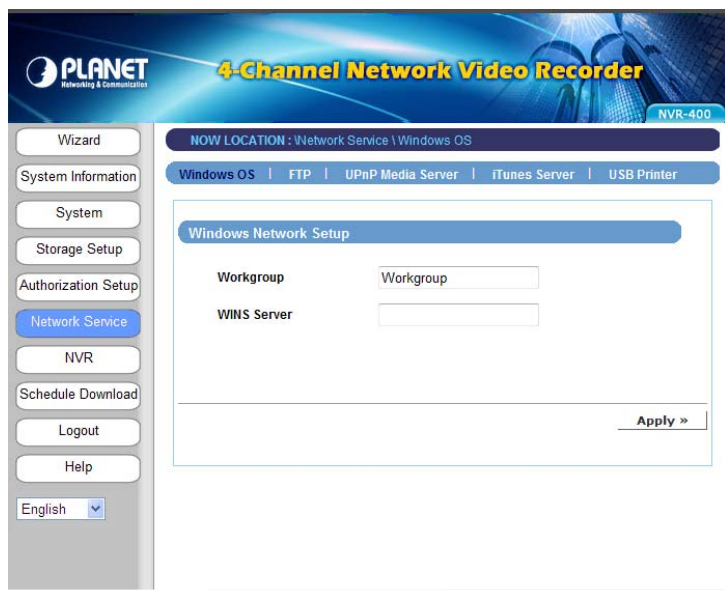 PLANET
Networking & Communication
4-Channel Network Video Recorder
NVR-400
Wizard
System Information
System
Storage Setup
Authorization Setup
Network Service
NVR
Schedule Download
Logout
Help
English
NOW LOCATION : \Network Service \ Windows OS
Windows OS | FTP | UPnP Media Server | iTunes Server | USB Printer
Windows Network Setup
Workgroup Workgroup
WINS Server
Apply »